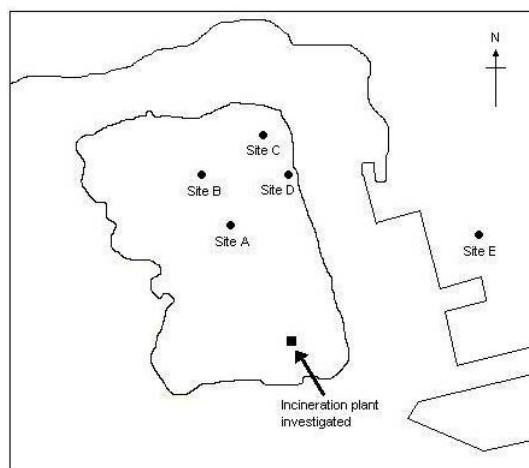 N
Site C
Site B
Site D
Site A
Site E
Incineration plant
investigated